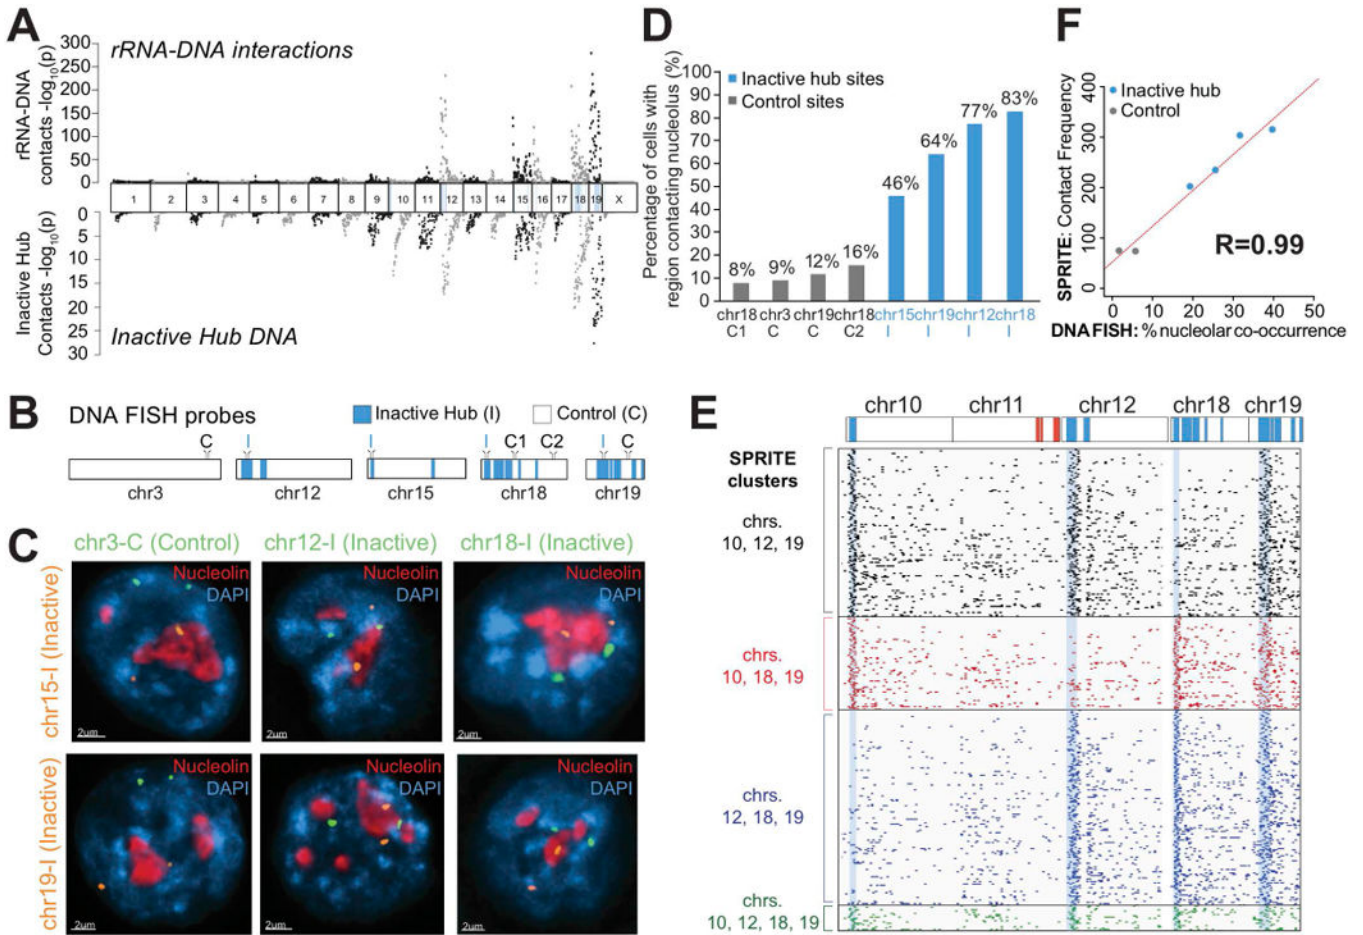 A
rRNA-DNA interactions
rRNA-DNA
contacts -log10(p)
300
250
200
150
100
50
0
1 2 3 4 5 6 7 8 9 10 11 12 13 14 15 16 17 18 19 X
0
5
10
15
20
25
30
Inactive Hub
Contacts -log10(p)
Inactive Hub DNA
B
DNA FISH probes
Inactive Hub (I)
Control (C)
C
I
I
I
C1
C2
I
C
chr3
chr12
chr15
chr18
chr19
C
chr3-C (Control)
chr12-I (Inactive)
chr18-I (Inactive)
chr15-I (Inactive)
Nucleolin
DAPI
2um
Nucleolin
DAPI
2um
Nucleolin
DAPI
2um
chr19-I (Inactive)
Nucleolin
DAPI
2um
Nucleolin
DAPI
2um
Nucleolin
DAPI
2um
D
Percentage of cells with
region contacting nucleolus (%)
100
90
80
70
60
50
40
30
20
10
0
Inactive hub sites
Control sites
8%
9%
12%
16%
46%
64%
77%
83%
chr18 chr3 chr19 chr18 chr15 chr19 chr12 chr18
C1 C C C2 I I I I
E
chr10 chr11 chr12 chr18 chr19
SPRITE
clusters
chrs.
10, 12, 19
chrs.
10, 18, 19
chrs.
12, 18, 19
chrs.
10, 12, 18, 19
F
SPRITE: Contact Frequency
400
300
200
100
0
Inactive hub
Control
R=0.99
0 10 20 30 40 50
DNA FISH: % nucleolar co-occurrence